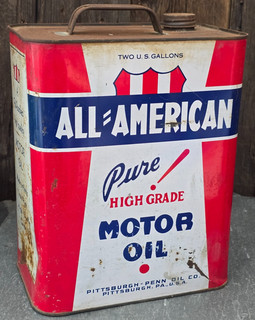 TWO U.S. GALLONS
ALL-AMERICAN
Pure!
HIGH GRADE
MOTOR
OIL
PITTSBURGH-PENN OIL CO.
PITTSBURGH, PA., U.S.A.